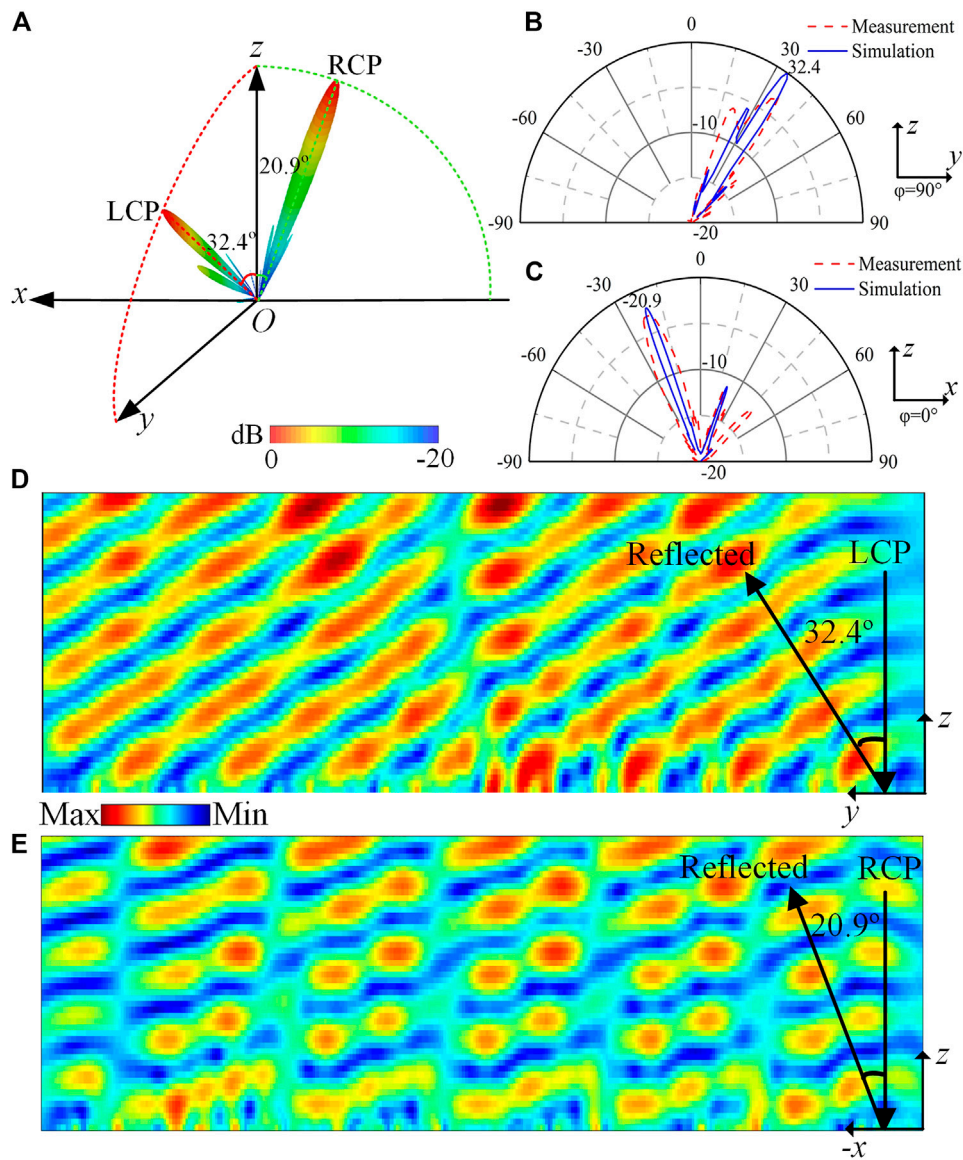 A
z
RCP
20.9°
LCP
32.4°
x
O
y
dB
0
-20
B
0
Measurement
-30
30
Simulation
32.4
-60
-10
60
z
y
φ=90°
-90
-20
90
C
0
Measurement
-30
30
Simulation
-20.9
-60
-10
60
z
x
φ=0°
-90
-20
90
D
Reflected
LCP
32.4º
z
y
Max
Min
E
Reflected
RCP
20.9º
z
-x